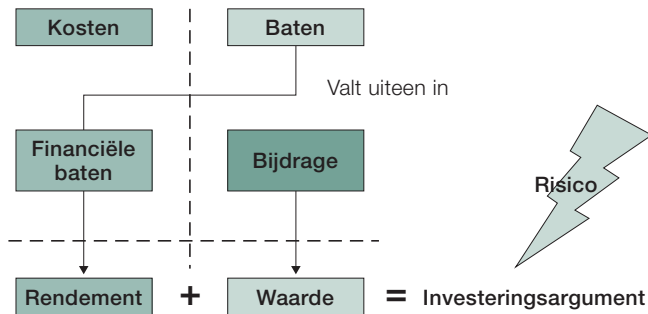 Kosten
Baten
Valt uiteen in
Financiële
baten
Bijdrage
Risico
Rendement + Waarde = Investeringsargument